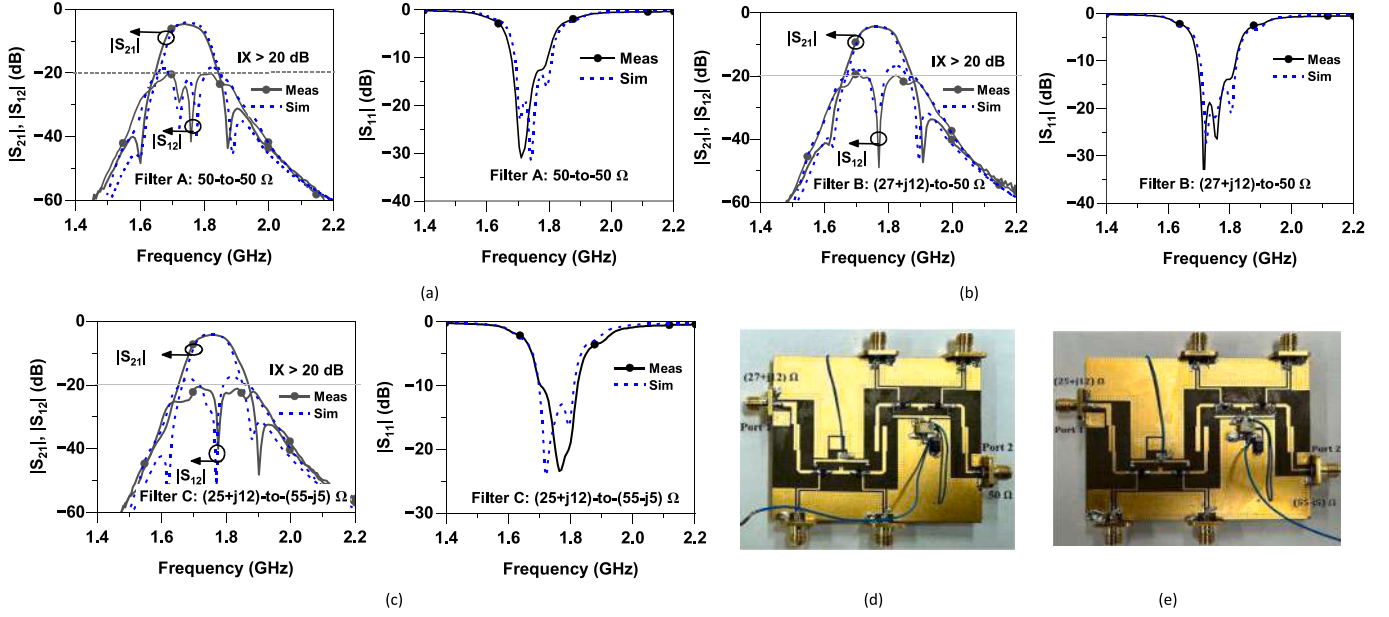 0
−20
−40
−60
|S21|, |S12| (dB)
|S21|
IX > 20 dB
Meas
Sim
|S12|
Filter A: 50-to-50 Ω
1.4 1.6 1.8 2.0 2.2
Frequency (GHz)
0
−10
−20
−30
−40
|S11| (dB)
Meas
Sim
Filter A: 50-to-50 Ω
1.4 1.6 1.8 2.0 2.2
Frequency (GHz)
(a)
0
−20
−40
−60
|S21|, |S12| (dB)
|S21|
IX > 20 dB
Meas
Sim
|S12|
Filter B: (27+j12)-to-50 Ω
1.4 1.6 1.8 2.0 2.2
Frequency (GHz)
0
−10
−20
−30
−40
|S11| (dB)
Meas
Sim
Filter B: (27+j12)-to-50 Ω
1.4 1.6 1.8 2.0 2.2
Frequency (GHz)
(b)
0
−20
−40
−60
|S21|, |S12| (dB)
|S21|
IX > 20 dB
Meas
Sim
|S12|
Filter C: (25+j12)-to-(55-j5) Ω
1.4 1.6 1.8 2.0 2.2
Frequency (GHz)
0
−10
−20
−30
|S11| (dB)
Meas
Sim
Filter C: (25+j12)-to-(55-j5) Ω
1.4 1.6 1.8 2.0 2.2
Frequency (GHz)
(c)
(27+j12) Ω
Port 1
Port 2
50 Ω
(d)
(25+j12) Ω
Port 1
Port 2
(55-j5) Ω
(e)